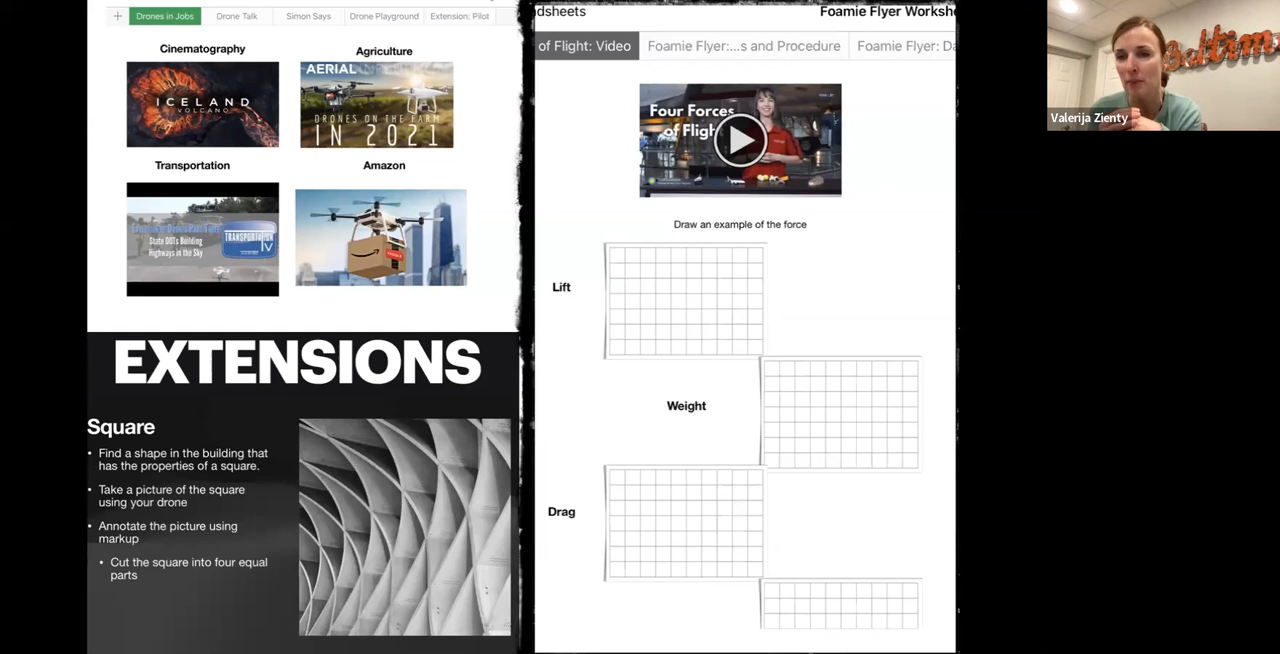 Drones in Jobs
Drone Talk
Simon Says
Drone Playground
Extension: Pilot
Cinematography
Agriculture
ICELAND
VOLCANO
AERIAL
DRONES ON THE FARM
IN 2021
Transportation
Amazon
State DOTs Building
Highways in the Sky
TRANSPORTATION
TV
EXTENSIONS
Square
• Find a shape in the building that
has the properties of a square.
• Take a picture of the square
using your drone
• Annotate the picture using
markup
• Cut the square into four equal
parts
dsheets
Foamie Flyer Workshe
of Flight: Video
Foamie Flyer:...s and Procedure
Foamie Flyer: Da
Four Forces
of Flight
Draw an example of the force
Lift
Weight
Drag
Valerija Zienty
Baltim